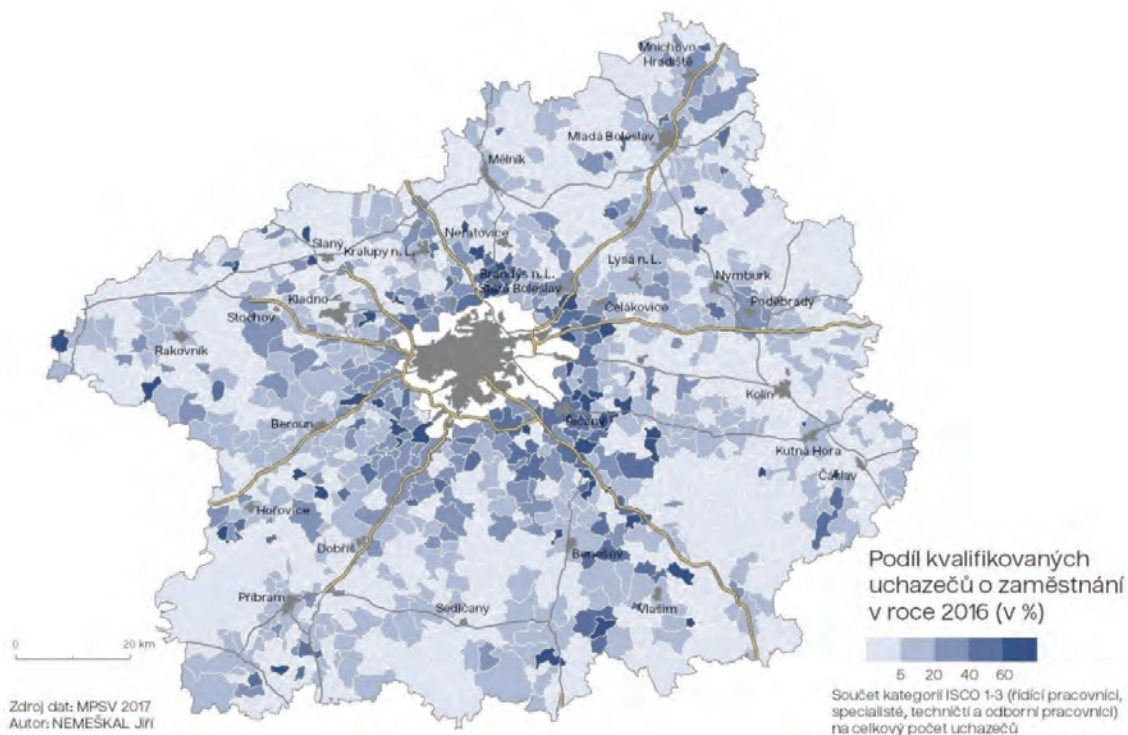 Mnichovo
Hradiště
Mladá Boleslav
Mělník
Neratovice
Slaný
Kralupy n. L.
Brandýs n. L.
Stará Boleslav
Lysá n. L.
Nymburk
Kladno
Čelákovice
Poděbrady
Stochov
Rakovník
Kolín
Beroun
Říčany
Kutná Hora
Čáslav
Hořovice
Dobříš
Benešov
Příbram
Sedlčany
Vlašim
Podíl kvalifikovaných
uchazečů o zaměstnání
v roce 2016 (v %)
5 20 40 60
Součet kategorií ISCO 1-3 (řídící pracovníci,
specialisté, techničtí a odborní pracovníci)
na celkový počet uchazečů
0 20 km
Zdroj dat: MPSV 2017
Autor: NEMEŠKAL Jiří